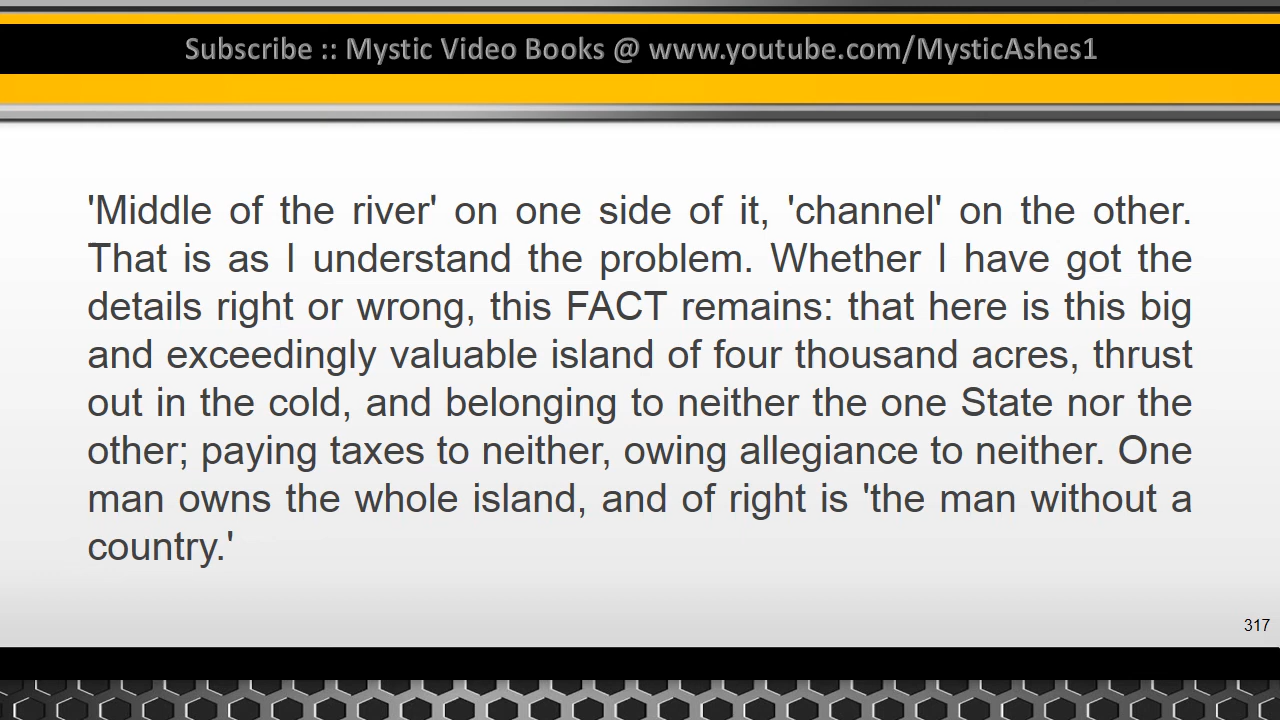 Subscribe :: Mystic Video Books @ www.youtube.com/MysticAshes1
'Middle of the river' on one side of it, 'channel' on the other.
That is as I understand the problem. Whether I have got the
details right or wrong, this FACT remains: that here is this big
and exceedingly valuable island of four thousand acres, thrust
out in the cold, and belonging to neither the one State nor the
other; paying taxes to neither, owing allegiance to neither. One
man owns the whole island, and of right is 'the man without a
country.'
317